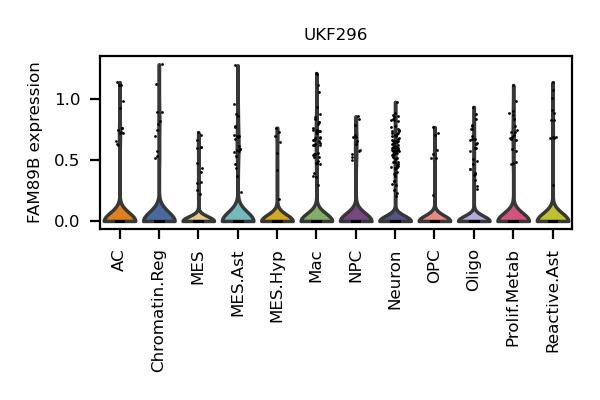 UKF296
FAM89B expression
1.0
0.5
0.0
AC
Chromatin.Reg
MES
MES.Ast
MES.Hyp
Mac
NPC
Neuron
OPC
Oligo
Prolif.Metab
Reactive.Ast